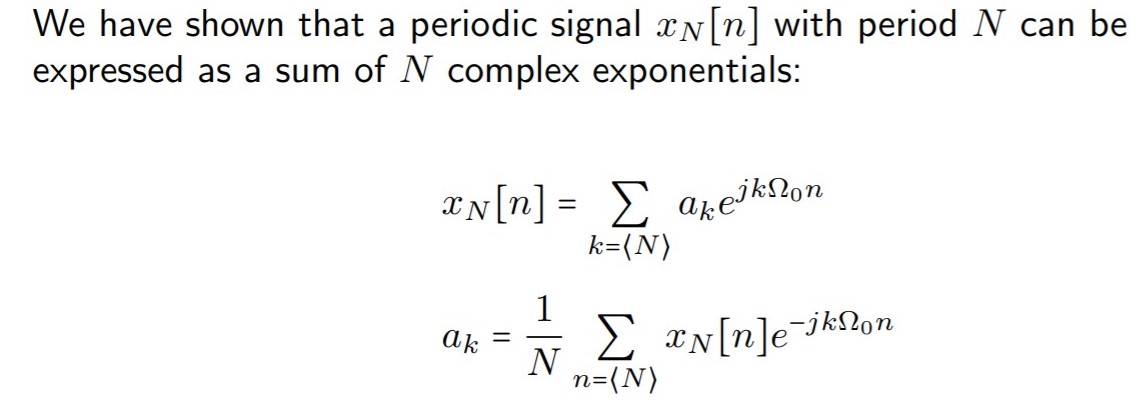 We have shown that a periodic signal $x_N[n]$ with period $N$ can be
expressed as a sum of $N$ complex exponentials:
$x_N[n] = \sum_{k=\langle N \rangle} a_k e^{jk\Omega_0 n}$
$a_k = \frac{1}{N} \sum_{n=\langle N \rangle} x_N[n] e^{-jk\Omega_0 n}$